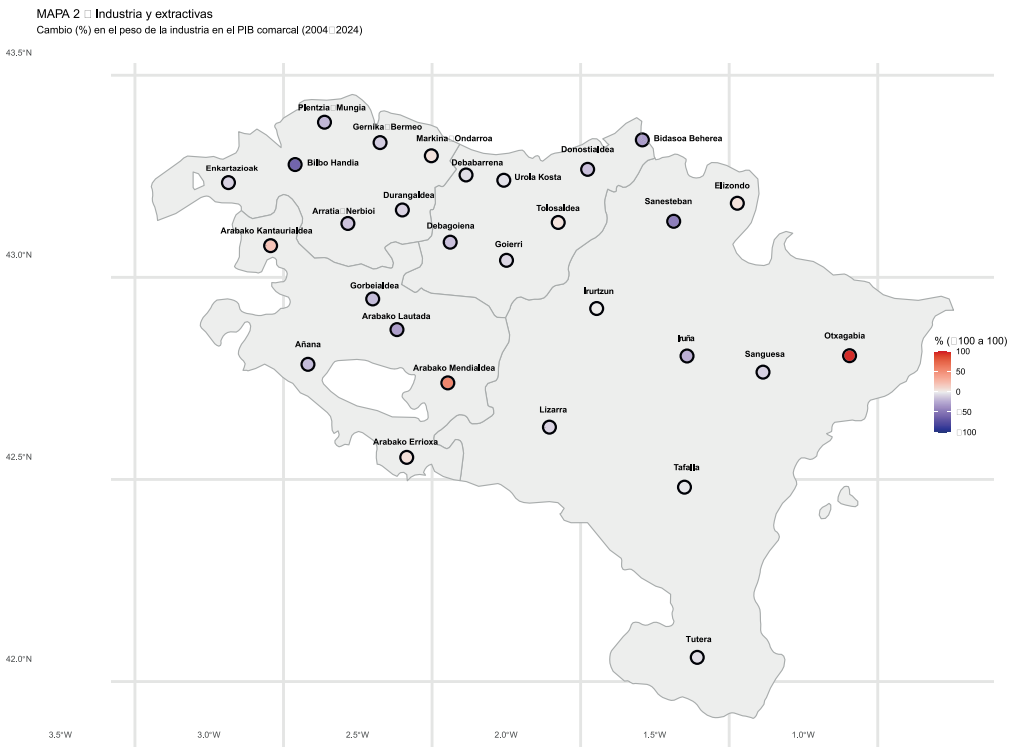 MAPA 2 □ Industria y extractivas
Cambio (%) en el peso de la industria en el PIB comarcal (2004□2024)
43.5°N
Plentzia□Mungia
Gernika□Bermeo
Markina□Ondarroa
Bidasoa Beherea
Donostialdea
Bilbo Handia
Debabarrena
Enkartazioak
Urola Kosta
Elizondo
Durangaldea
Sanesteban
Arratia□Nerbioi
Tolosaldea
Debagoiena
Arabako Kantaurialdea
Goierri
43.0°N
Gorbeialdea
Irurtzun
Arabako Lautada
Otxagabia
Iruña
% (□100 a 100)
Añana
Sanguesa
100
Arabako Mendialdea
50
0
Lizarra
□50
□100
Arabako Errioxa
42.5°N
Tafalla
Tutera
42.0°N
3.5°W
3.0°W
2.5°W
2.0°W
1.5°W
1.0°W